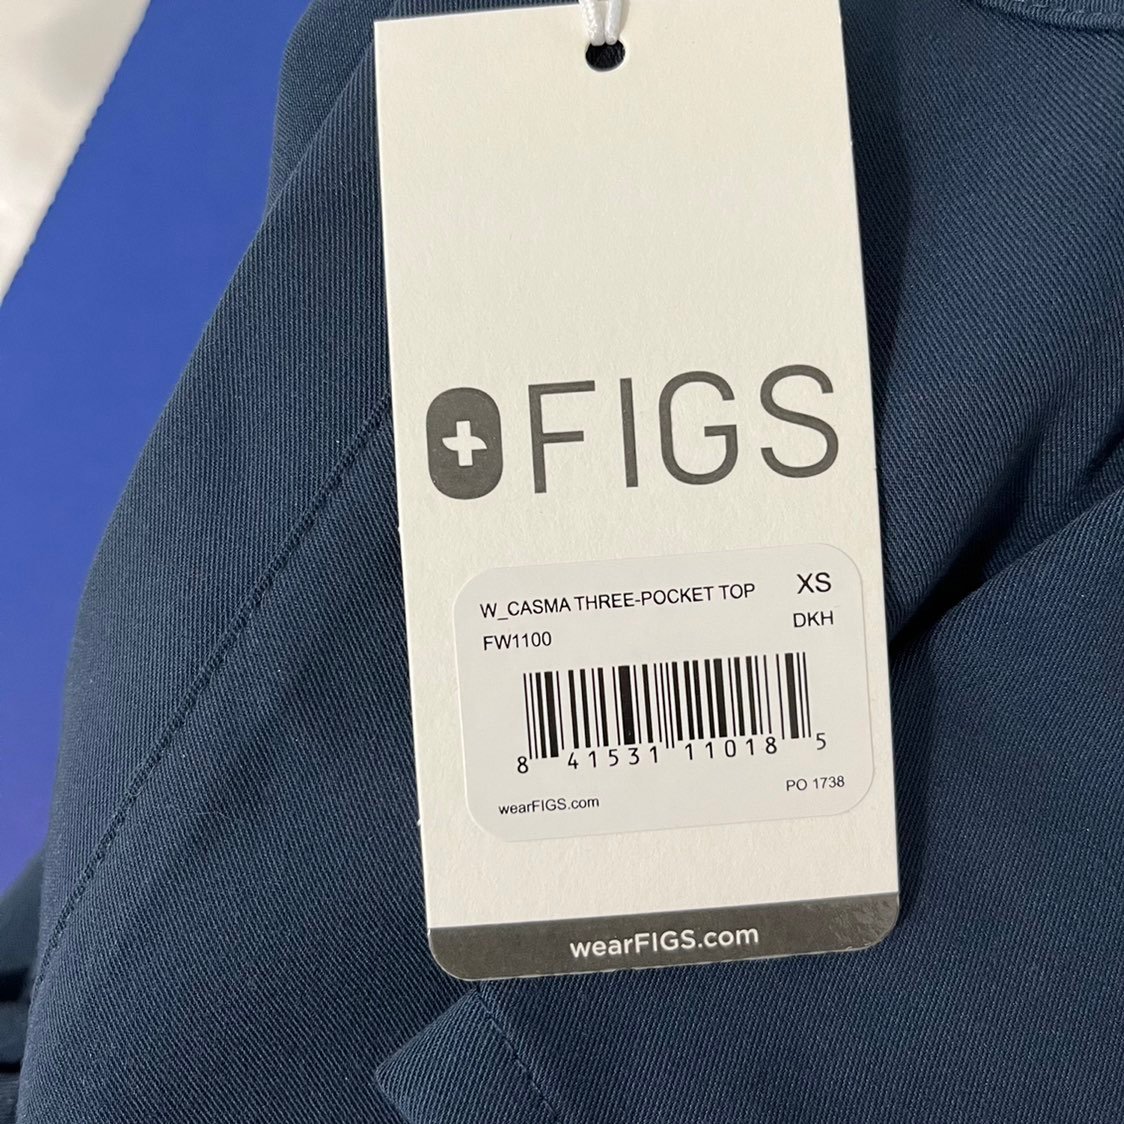 FIGS
W_CASMA THREE-POCKET TOP XS
FW1100 DKH
8 41531 11018 5
wearFIGS.com PO 1738
wearFIGS.com